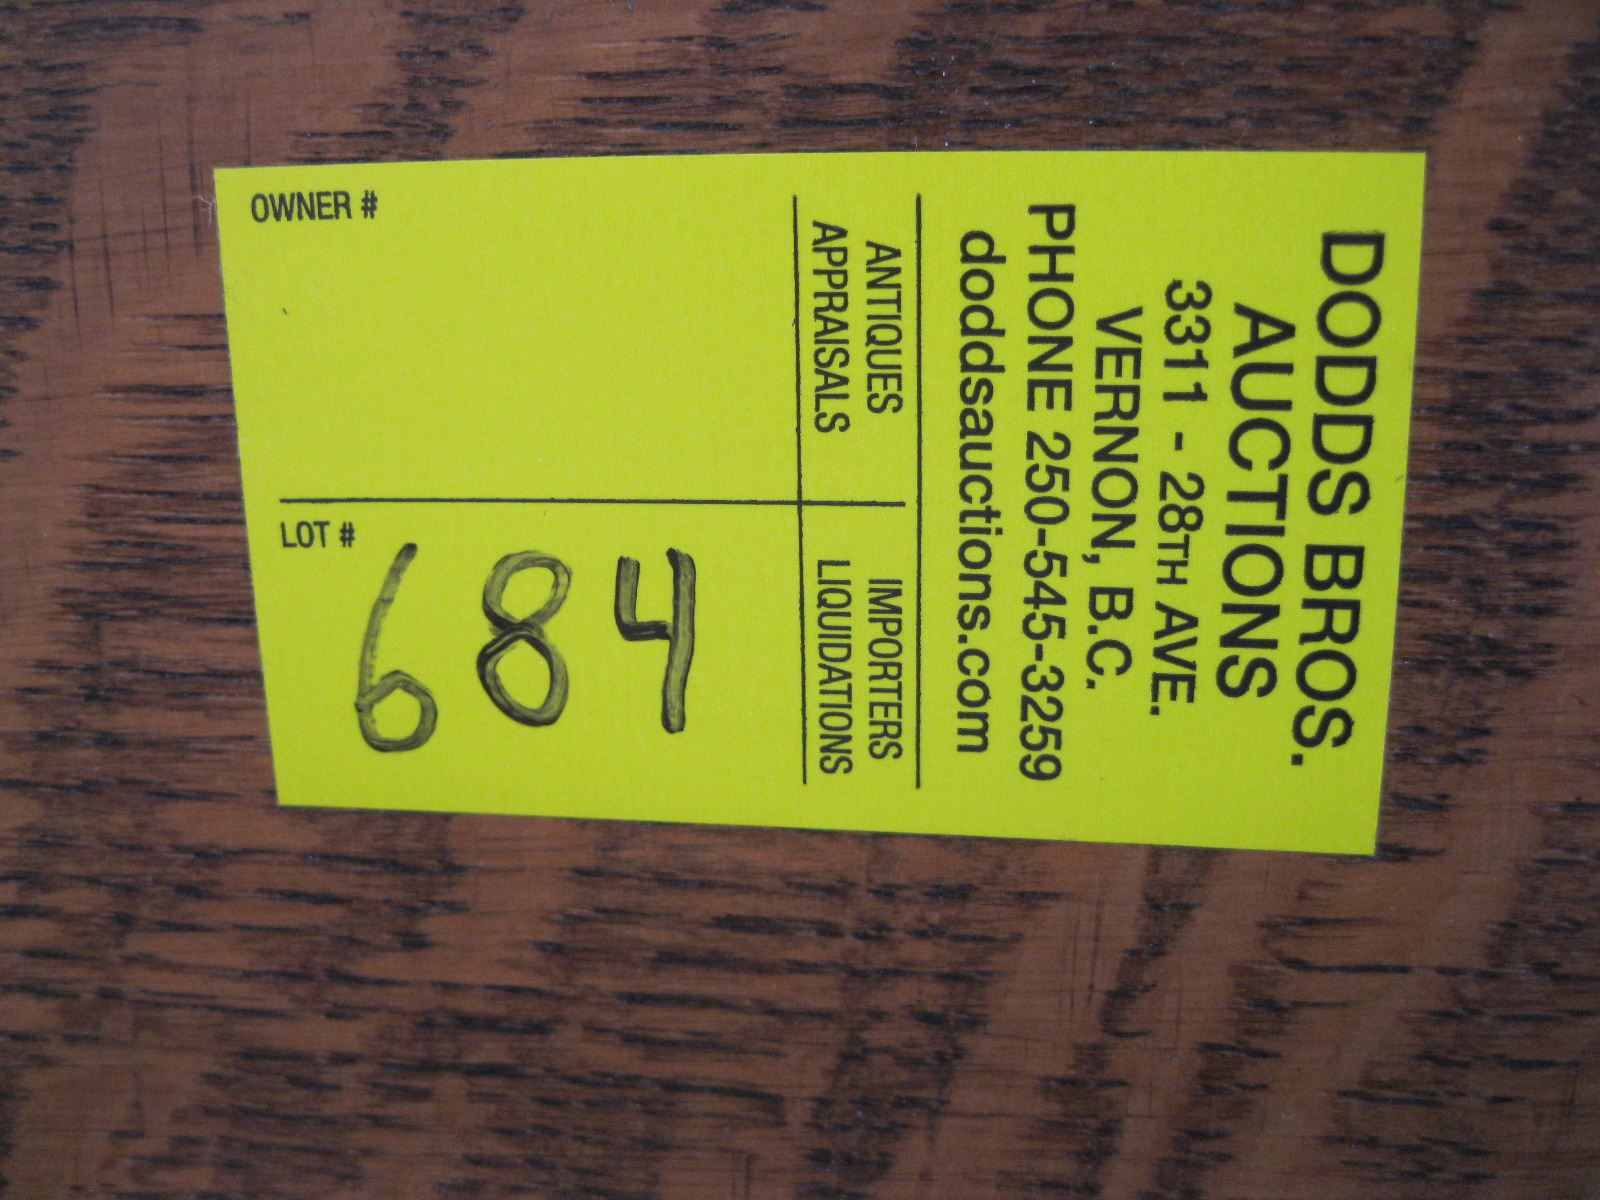 DODDS BROS.
AUCTIONS
3311 - 28TH AVE.
VERNON, B.C.
PHONE 250-545-3259
doddsauctions.com
ANTIQUES
APPRAISALS
IMPORTERS
LIQUIDATIONS
OWNER #
LOT #
684